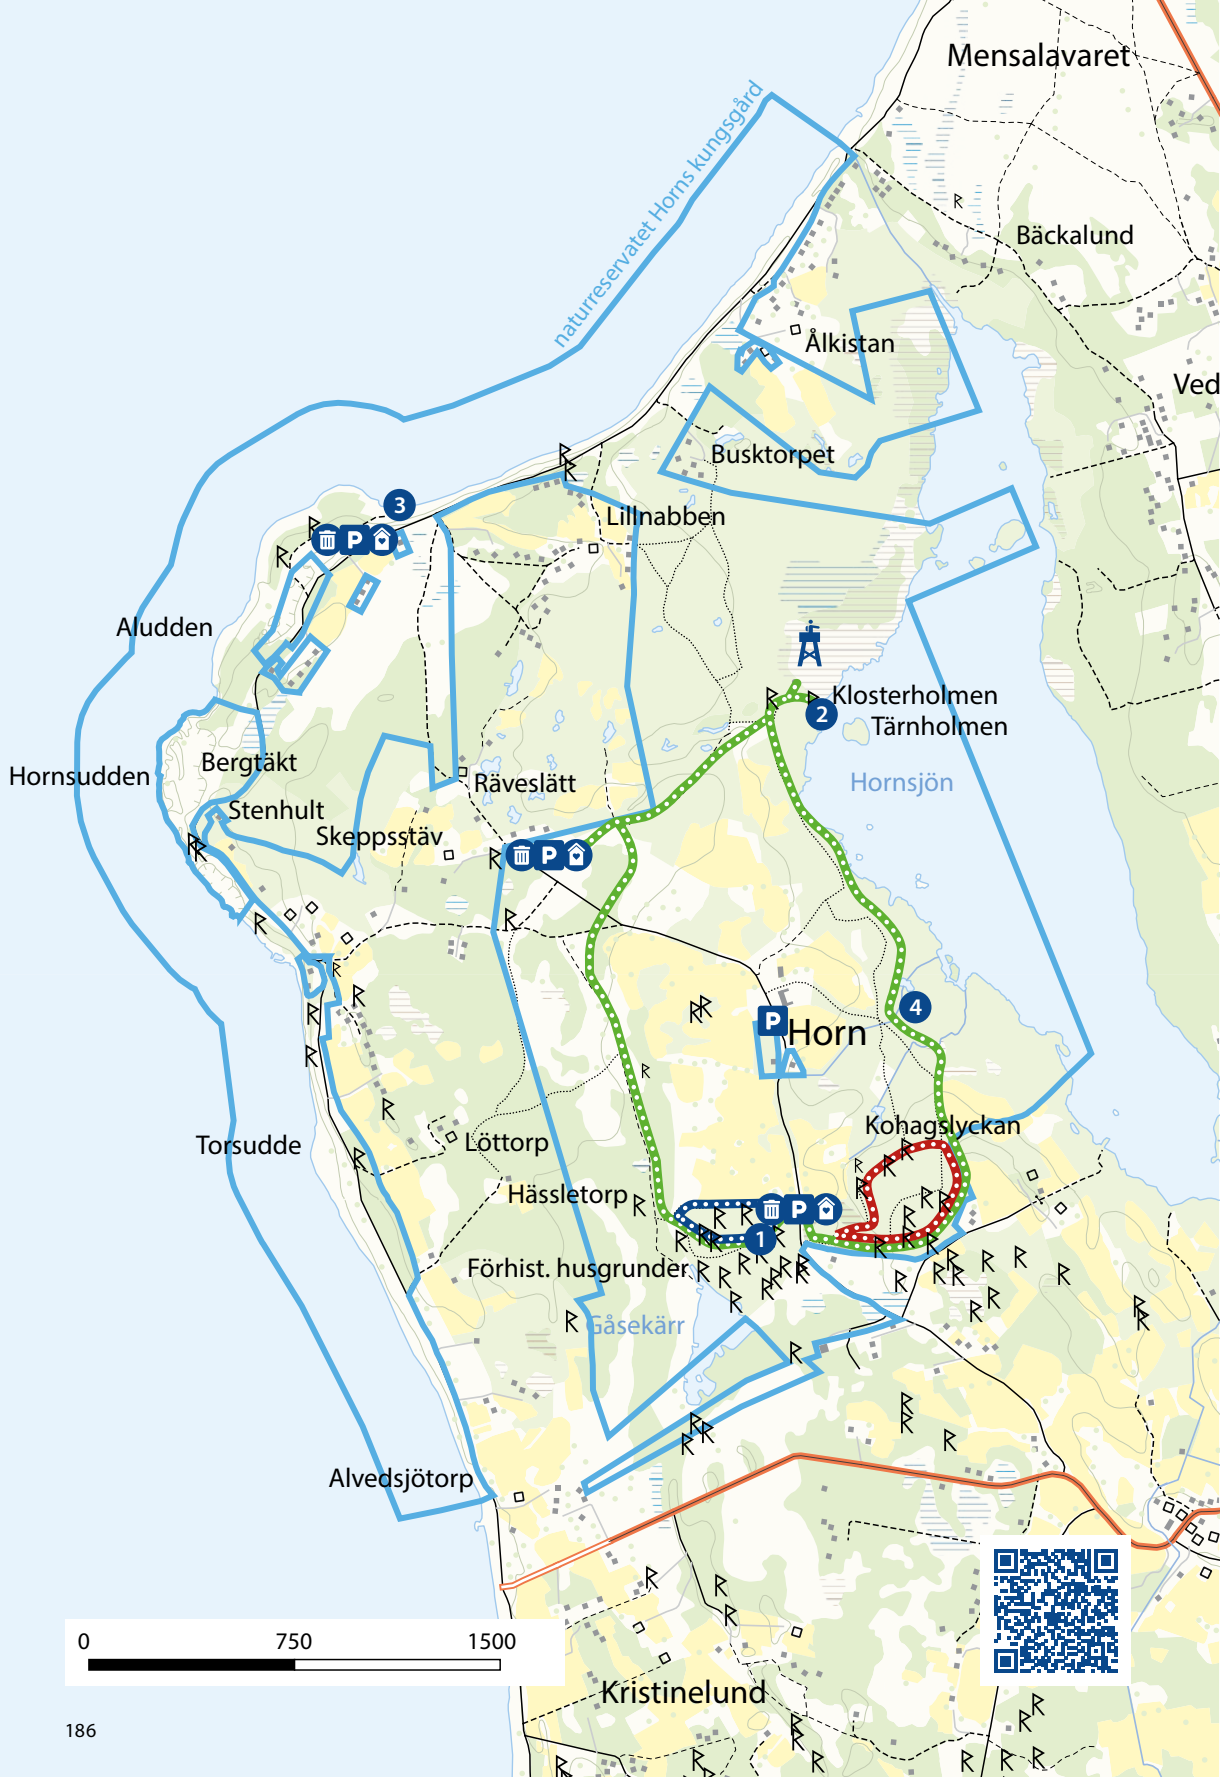 Mensalavaret
naturreservatet Horns kungsgård
Bäckalund
Ålkistan
Ved
Busktorpet
3
Lillnabben
P
Aludden
Klosterholmen
2
Tärnholmen
Hornsudden
Bergtäkt
Räveslätt
Hornsjön
Stenhult
Skeppsstäv
P
4
P
Horn
Kohagslyckan
Torsudde
Löttorp
Hässletorp
P
1
Förhist. husgrunder
Gåsekärr
Alvedsjötorp
0 750 1500
Kristinelund
186